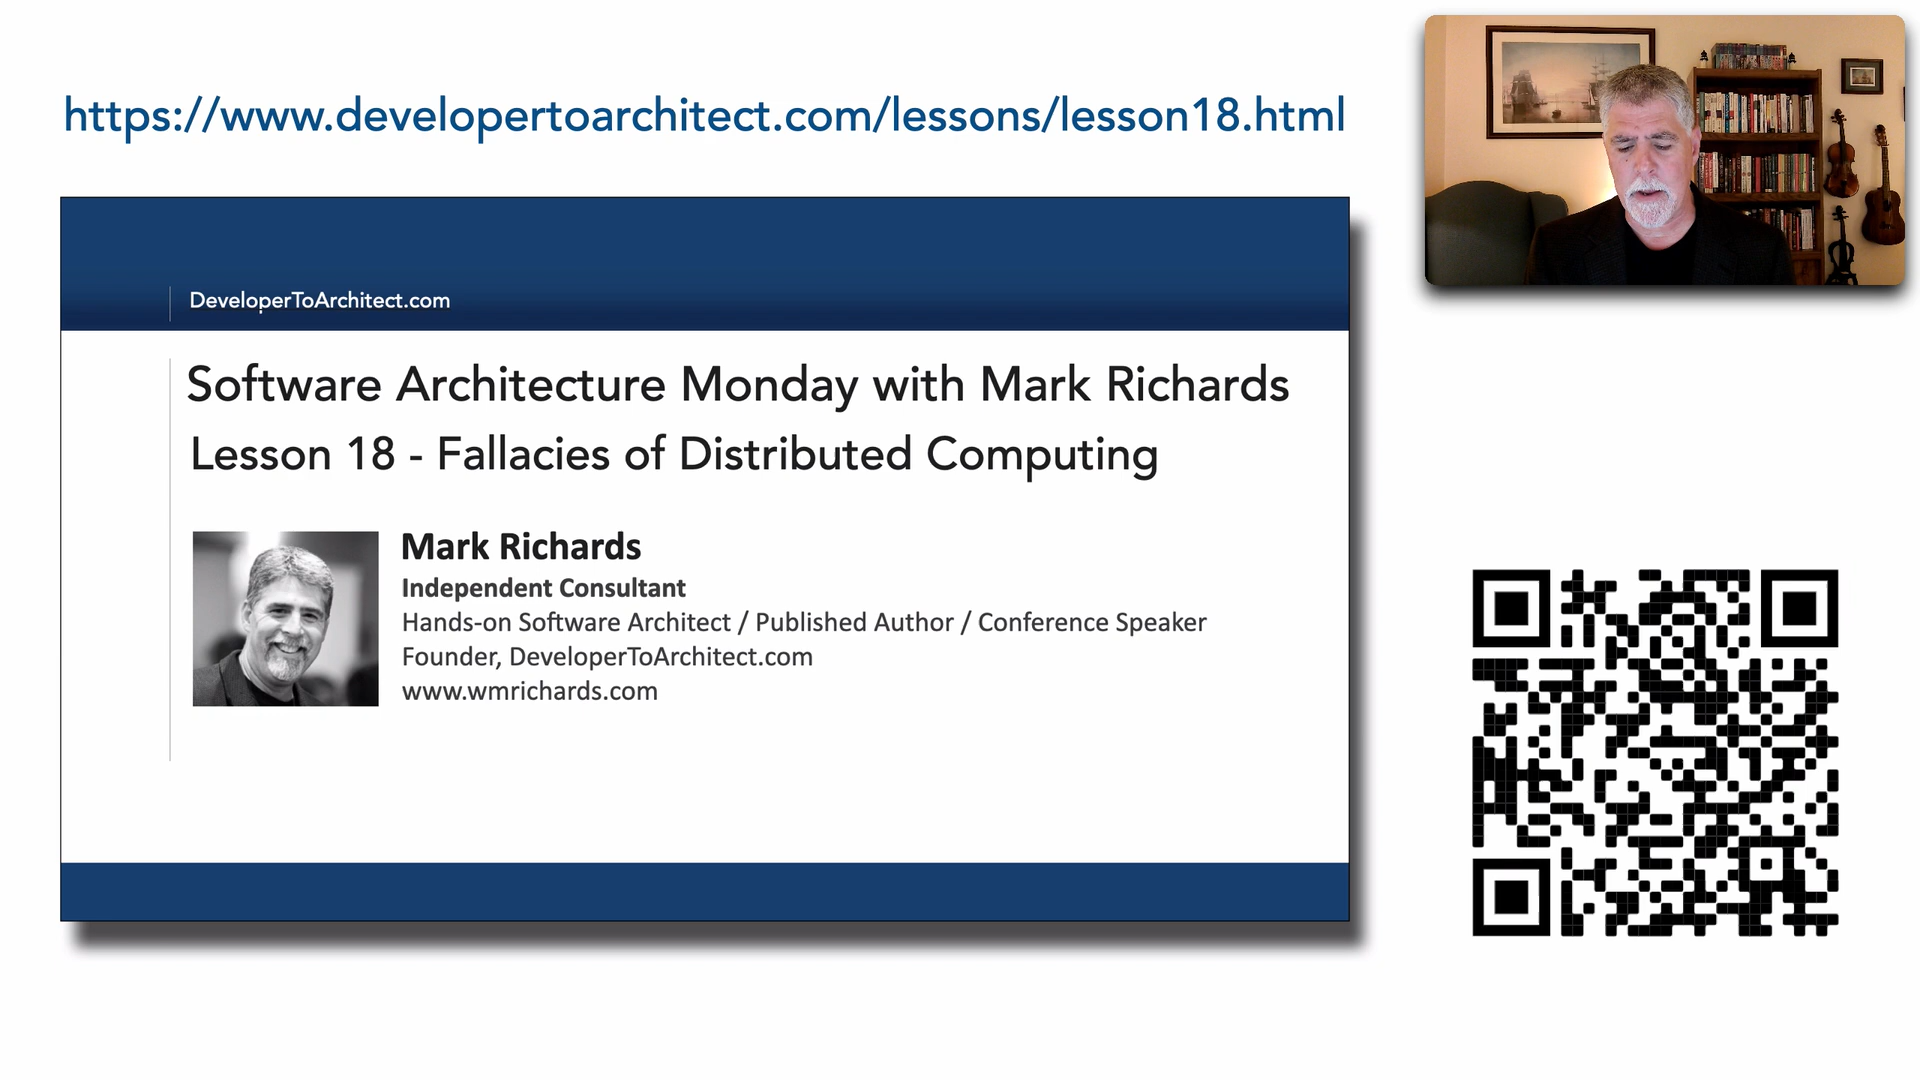 https://www.developertoarchitect.com/lessons/lesson18.html
DeveloperToArchitect.com
Software Architecture Monday with Mark Richards
Lesson 18 - Fallacies of Distributed Computing
Mark Richards
Independent Consultant
Hands-on Software Architect / Published Author / Conference Speaker
Founder, DeveloperToArchitect.com
www.wmrichards.com